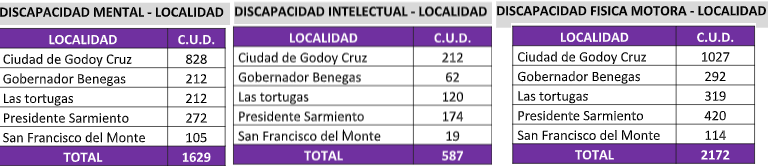 DISCAPACIDAD MENTAL - LOCALIDAD
LOCALIDAD C.U.D.
Ciudad de Godoy Cruz 828
Gobernador Benegas 212
Las tortugas 212
Presidente Sarmiento 272
San Francisco del Monte 105
TOTAL 1629
DISCAPACIDAD INTELECTUAL - LOCALIDAD
LOCALIDAD C.U.D.
Ciudad de Godoy Cruz 212
Gobernador Benegas 62
Las tortugas 120
Presidente Sarmiento 174
San Francisco del Monte 19
TOTAL 587
DISCAPACIDAD FISICA MOTORA - LOCALIDAD
LOCALIDAD C.U.D.
Ciudad de Godoy Cruz 1027
Gobernador Benegas 292
Las tortugas 319
Presidente Sarmiento 420
San Francisco del Monte 114
TOTAL 2172